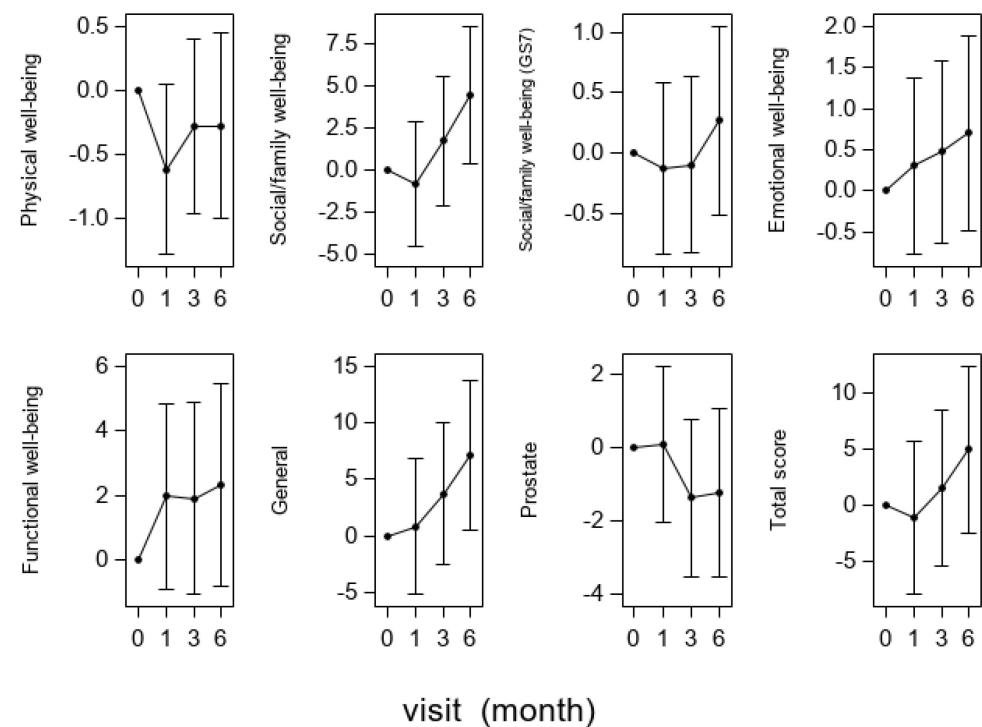 Physical well-being
0.5
0.0
-0.5
-1.0
0 1 3 6
Social/family well-being
7.5
5.0
2.5
0.0
-2.5
-5.0
0 1 3 6
Social/family well-being (GS7)
1.0
0.5
0.0
-0.5
0 1 3 6
Emotional well-being
2.0
1.5
1.0
0.5
0.0
-0.5
0 1 3 6
Functional well-being
6
4
2
0
0 1 3 6
General
15
10
5
0
-5
0 1 3 6
Prostate
2
0
-2
-4
0 1 3 6
Total score
10
5
0
-5
0 1 3 6
visit (month)